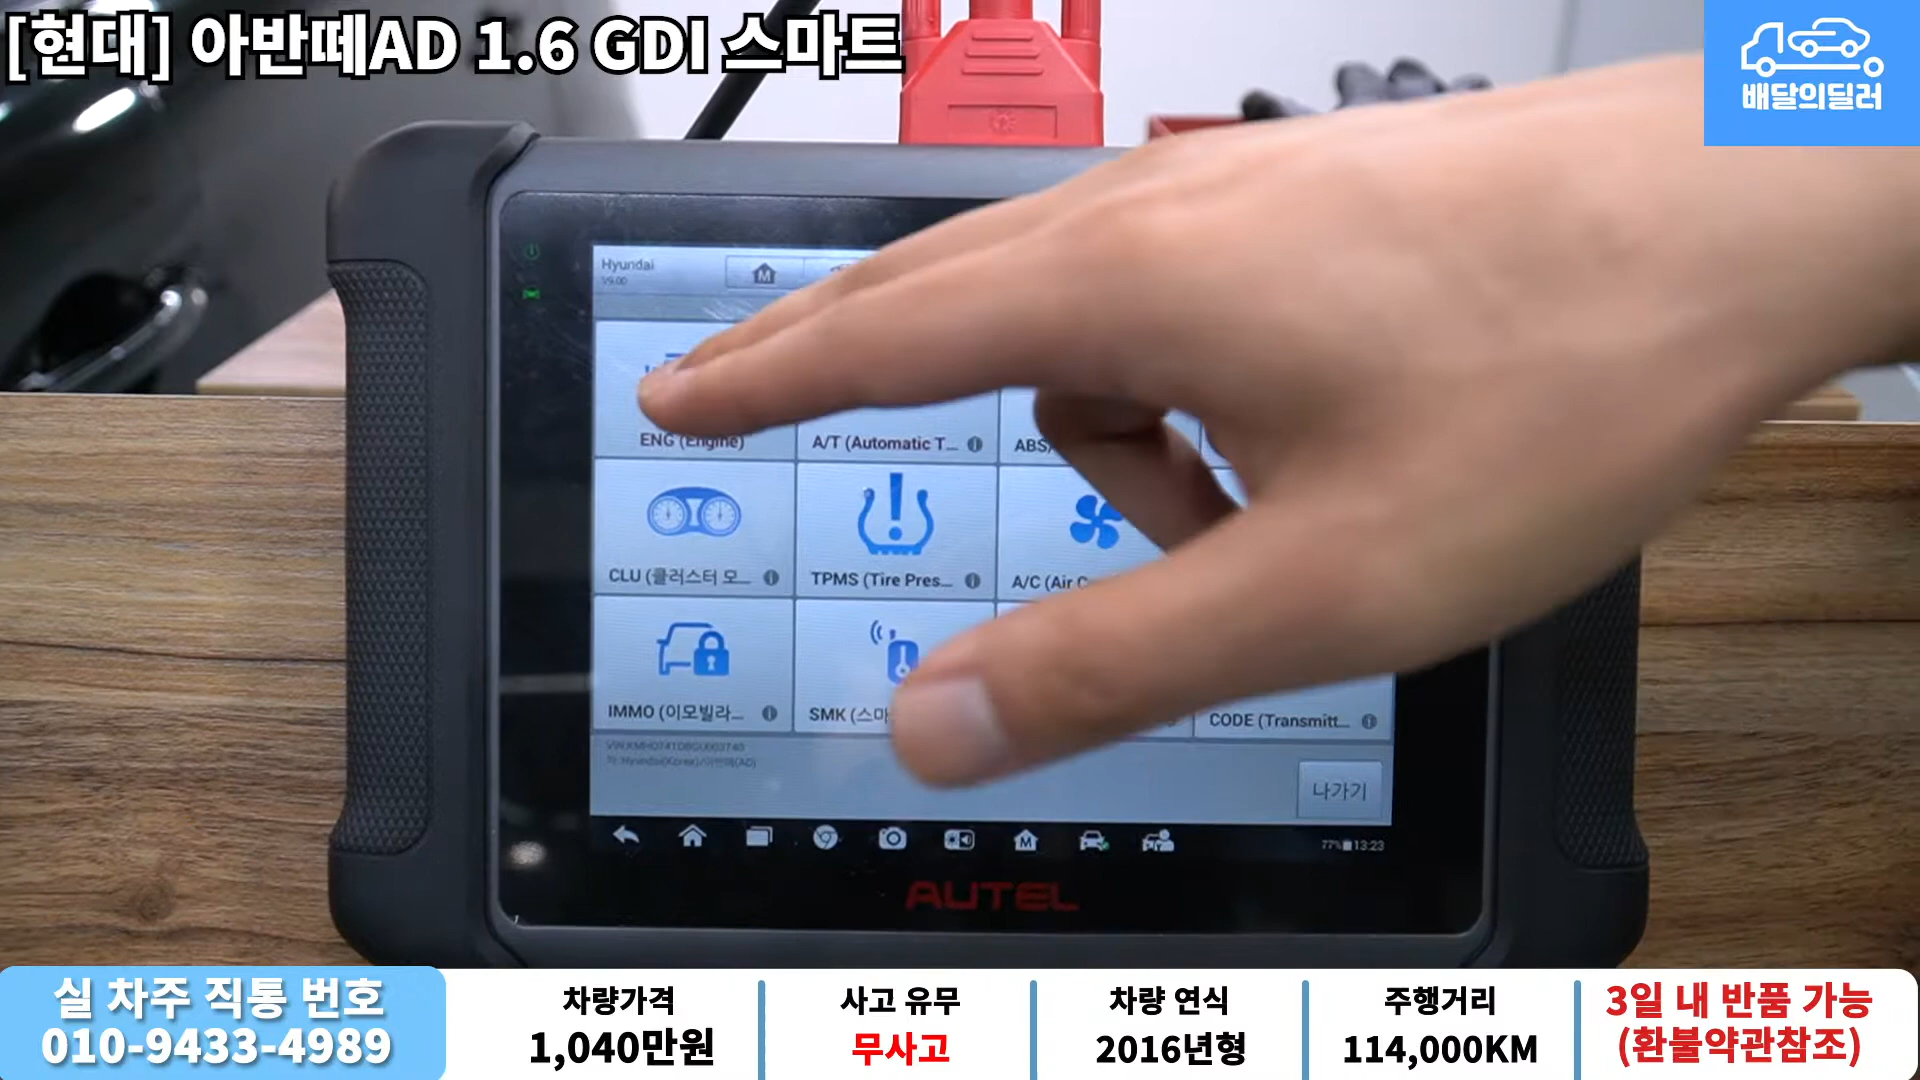 [현대] 아반떼AD 1.6 GDI 스마트
배달의딜러
Hyundai
V9.00
M
ENG (Engine)
A/T (Automatic T...
ABS/
CLU (클러스터 모...
TPMS (Tire Pres...
A/C (Air C
IMMO (이모빌라...
SMK (스마
CODE (Transmitt...
나가기
77% 13:23
AUTEL
실 차주 직통 번호
010-9433-4989
차량가격
1,040만원
사고 유무
무사고
차량 연식
2016년형
주행거리
114,000KM
3일 내 반품 가능
(환불약관참조)